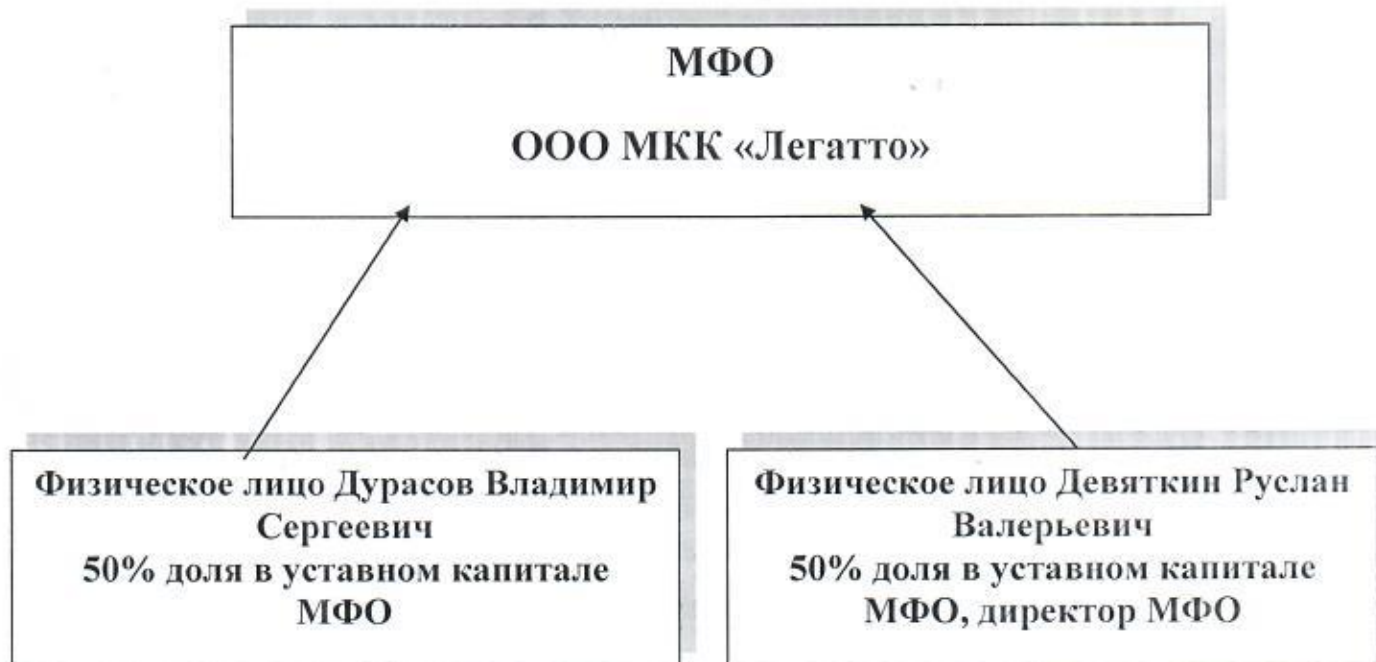 МФО
ООО МКК «Легатто»
Физическое лицо Дурасов Владимир
Сергеевич
50% доля в уставном капитале
МФО
Физическое лицо Девяткин Руслан
Валерьевич
50% доля в уставном капитале
МФО, директор МФО